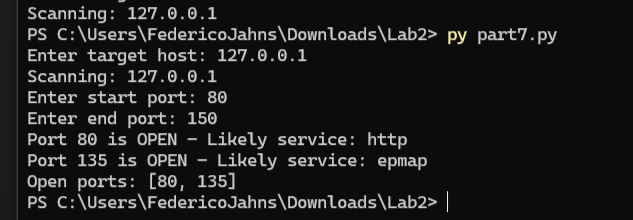 Scanning: 127.0.0.1
PS C:\Users\FedericoJahns\Downloads\Lab2> py part7.py
Enter target host: 127.0.0.1
Scanning: 127.0.0.1
Enter start port: 80
Enter end port: 150
Port 80 is OPEN - Likely service: http
Port 135 is OPEN - Likely service: epmap
Open ports: [80, 135]
PS C:\Users\FedericoJahns\Downloads\Lab2>